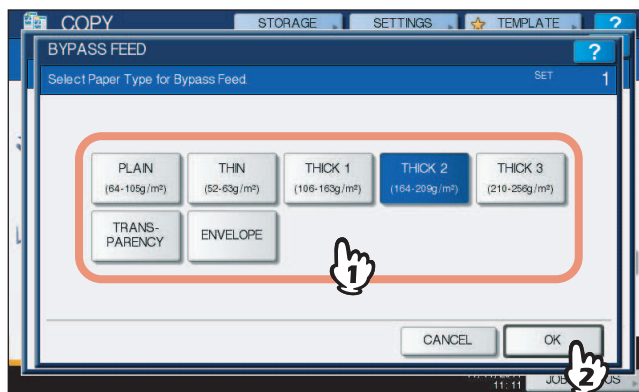 COPY STORAGE SETTINGS TEMPLATE ?
BYPASS FEED ?
Select Paper Type for Bypass Feed. SET 1
PLAIN THIN THICK 1 THICK 2 THICK 3
(64-105g/m²) (52-63g/m²) (106-163g/m²) (164-209g/m²) (210-256g/m²)
TRANS-
PARENCY ENVELOPE
1
CANCEL OK
2
11:11 JOB